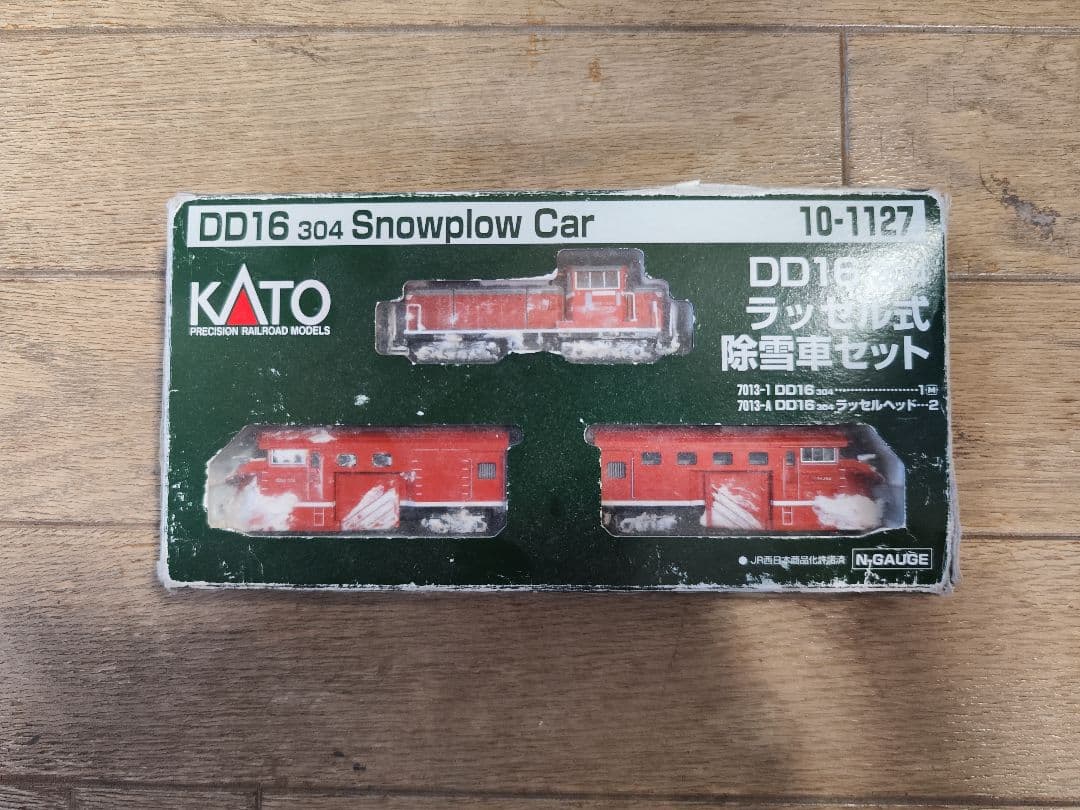 DD16 304 Snowplow Car 10-1127
KATO
PRECISION RAILROAD MODELS
DD16 304
ラッセル式
除雪車セット
7013-1 DD16 304 ························1 M
7013-A DD16 304 ラッセルヘッド···2
●JR西日本商品化許諾済
N-GAUGE